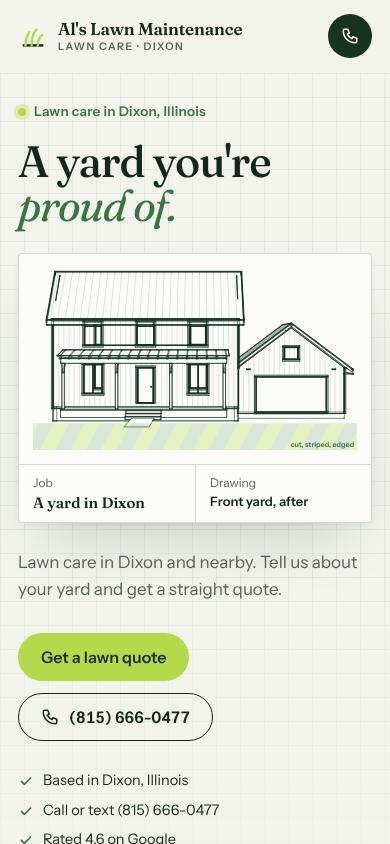 Al's Lawn Maintenance
LAWN CARE · DIXON
Lawn care in Dixon, Illinois
A yard you're
proud of.
cut, striped, edged
Job
A yard in Dixon
Drawing
Front yard, after
Lawn care in Dixon and nearby. Tell us about
your yard and get a straight quote.
Get a lawn quote
(815) 666-0477
Based in Dixon, Illinois
Call or text (815) 666-0477
Rated 4.6 on Google